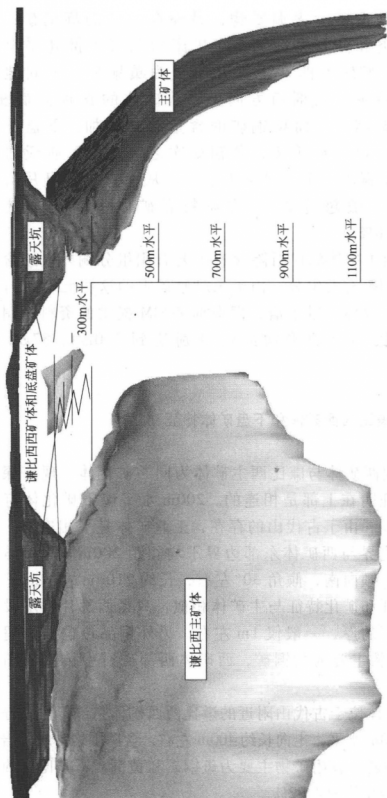 露天坑
谦比西西矿体和底盘矿体
露天坑
主矿体
300m水平
500m水平
700m水平
900m水平
1100m水平
谦比西主矿体